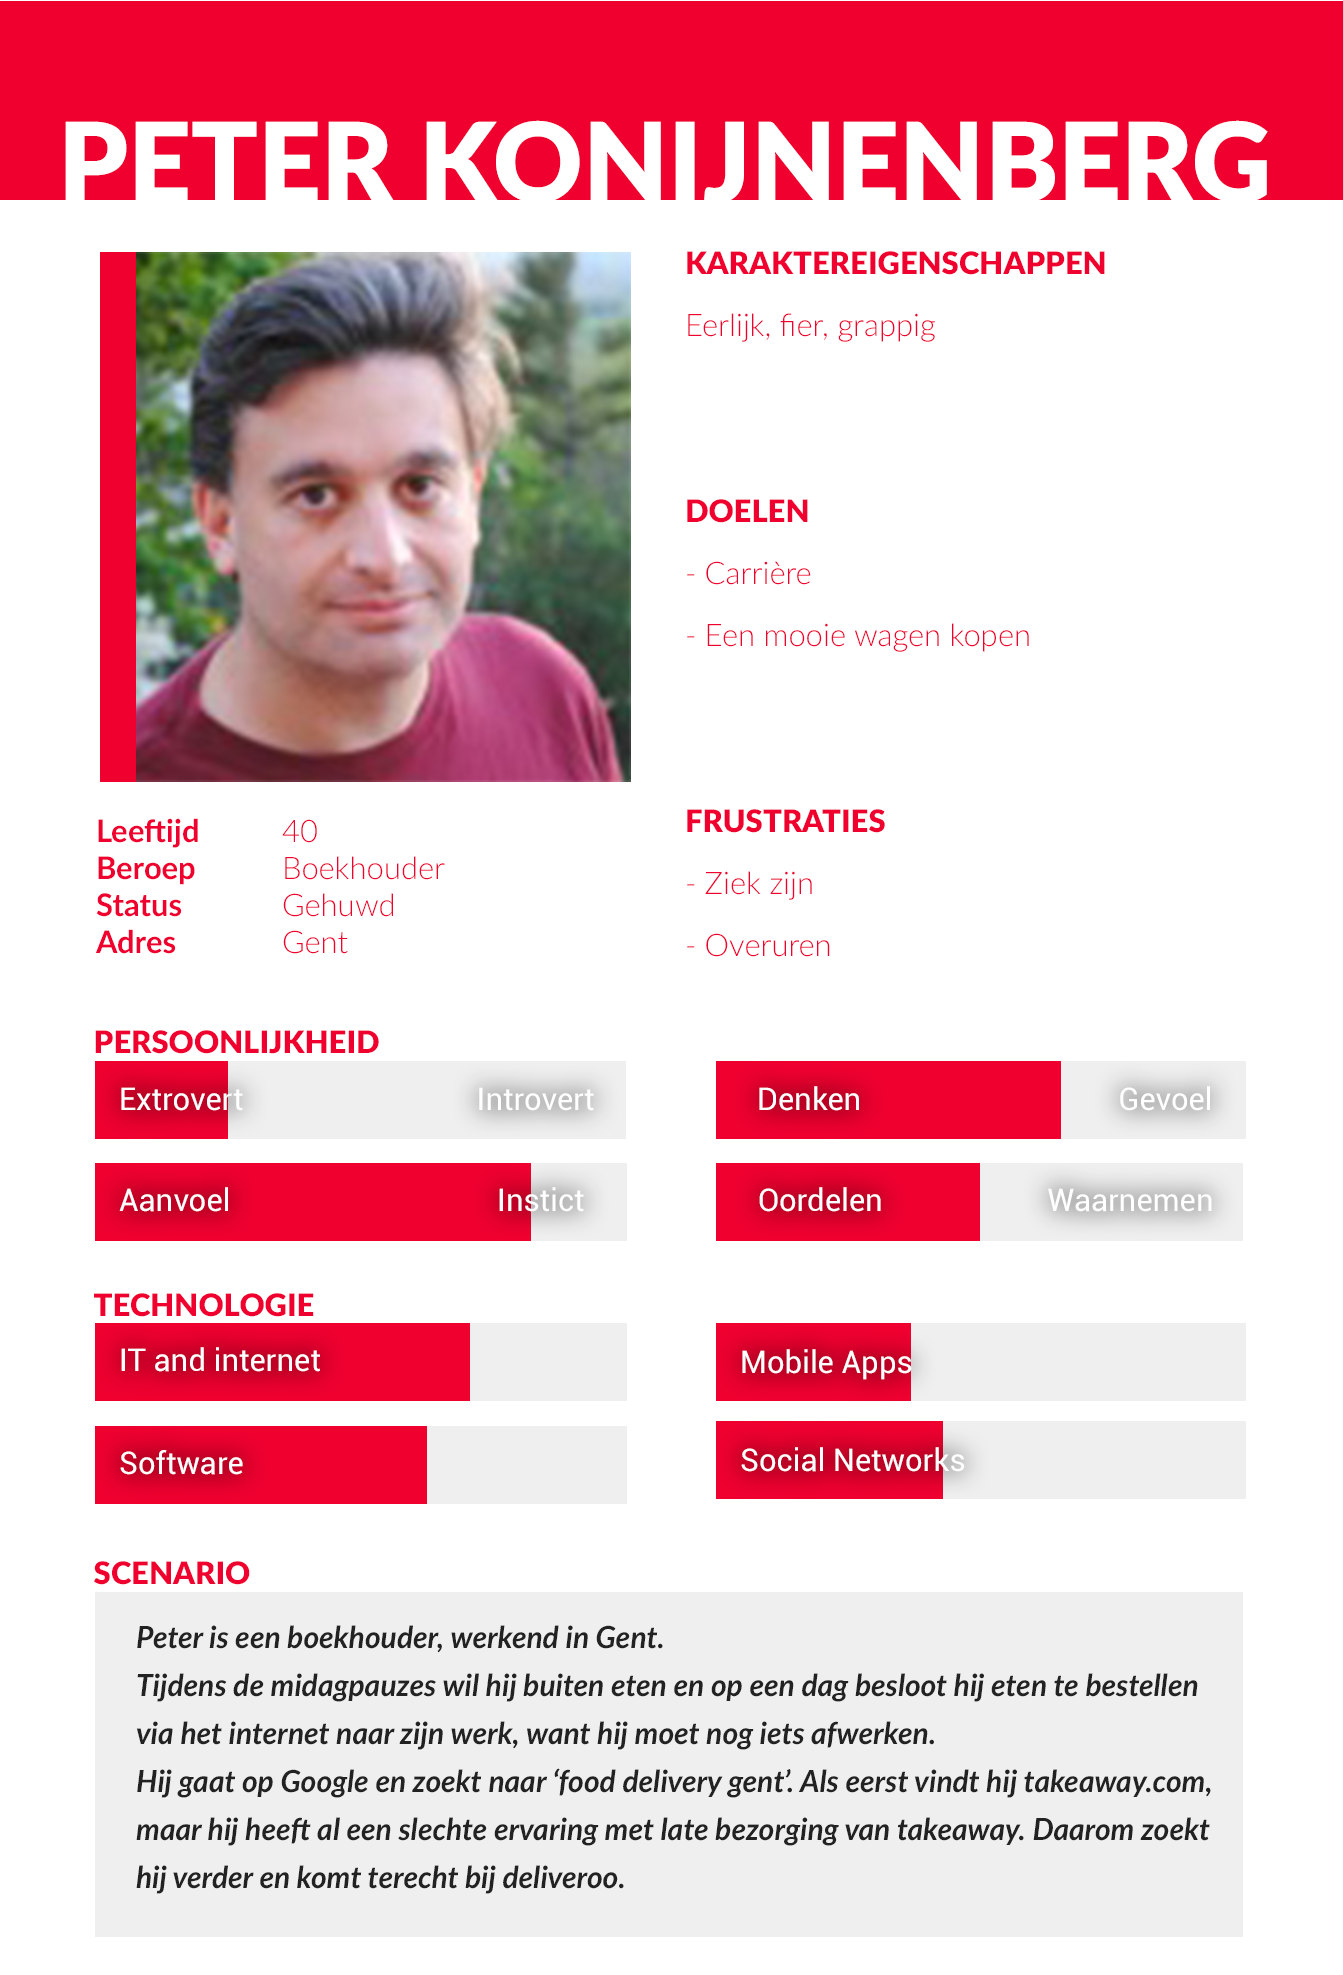 PETER KONIJNENBERG
KARAKTEREIGENSCHAPPEN
Eerlijk, fier, grappig
DOELEN
- Carrière
- Een mooie wagen kopen
Leeftijd 40
Beroep Boekhouder
Status Gehuwd
Adres Gent
FRUSTRATIES
- Ziek zijn
- Overuren
PERSOONLIJKHEID
Extrovert Introvert
Denken Gevoel
Aanvoel Instict
Oordelen Waarnemen
TECHNOLOGIE
IT and internet
Mobile Apps
Software
Social Networks
SCENARIO
Peter is een boekhouder, werkend in Gent.
Tijdens de midagpauzes wil hij buiten eten en op een dag besloot hij eten te bestellen
via het internet naar zijn werk, want hij moet nog iets afwerken.
Hij gaat op Google en zoekt naar ‘food delivery gent’. Als eerst vindt hij takeaway.com,
maar hij heeft al een slechte ervaring met late bezorging van takeaway. Daarom zoekt
hij verder en komt terecht bij deliveroo.